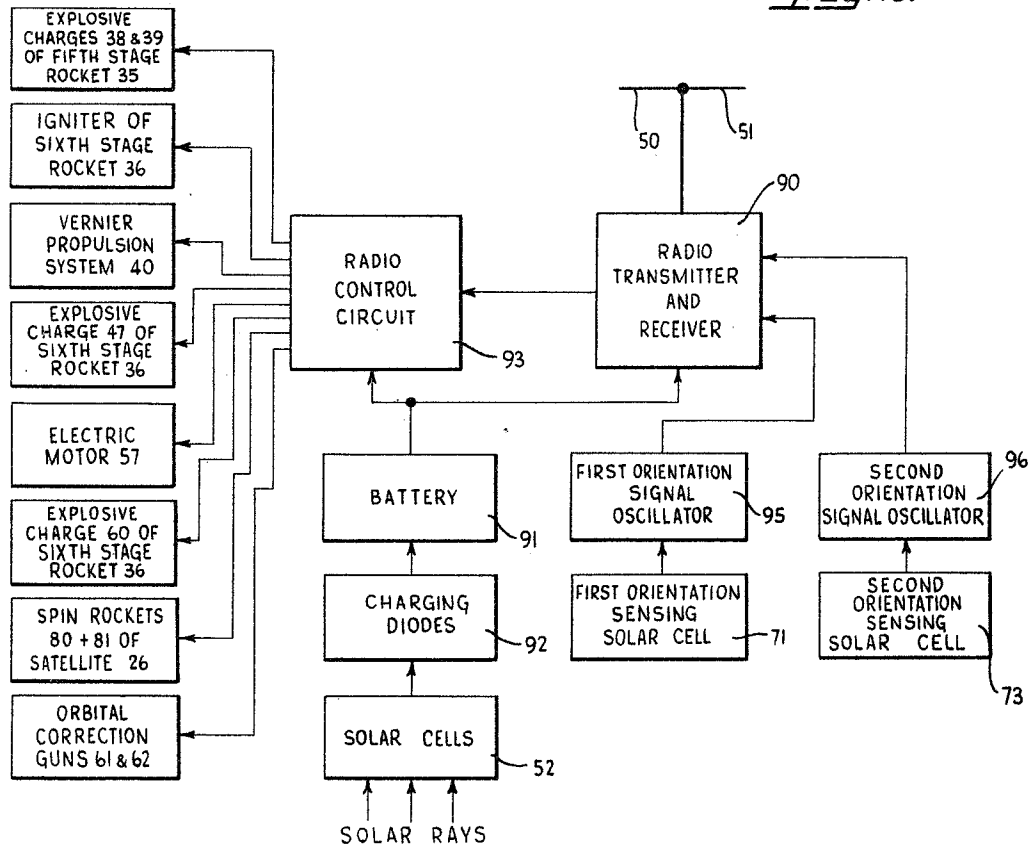 EXPLOSIVE
CHARGES 38 & 39
OF FIFTH STAGE
ROCKET 35
IGNITER OF
SIXTH STAGE
ROCKET 36
VERNIER
PROPULSION
SYSTEM 40
EXPLOSIVE
CHARGE 47 OF
SIXTH STAGE
ROCKET 36
ELECTRIC
MOTOR 57
EXPLOSIVE
CHARGE 60 OF
SIXTH STAGE
ROCKET 36
SPIN ROCKETS
80 + 81 OF
SATELLITE 26
ORBITAL
CORRECTION
GUNS 61 & 62
RADIO
CONTROL
CIRCUIT
93
50
51
90
RADIO
TRANSMITTER
AND
RECEIVER
BATTERY
91
CHARGING
DIODES
92
SOLAR CELLS
52
SOLAR RAYS
FIRST ORIENTATION
SIGNAL
OSCILLATOR
95
FIRST ORIENTATION
SENSING
SOLAR CELL
71
SECOND
ORIENTATION
SIGNAL OSCILLATOR
96
SECOND
ORIENTATION
SENSING
SOLAR CELL
73